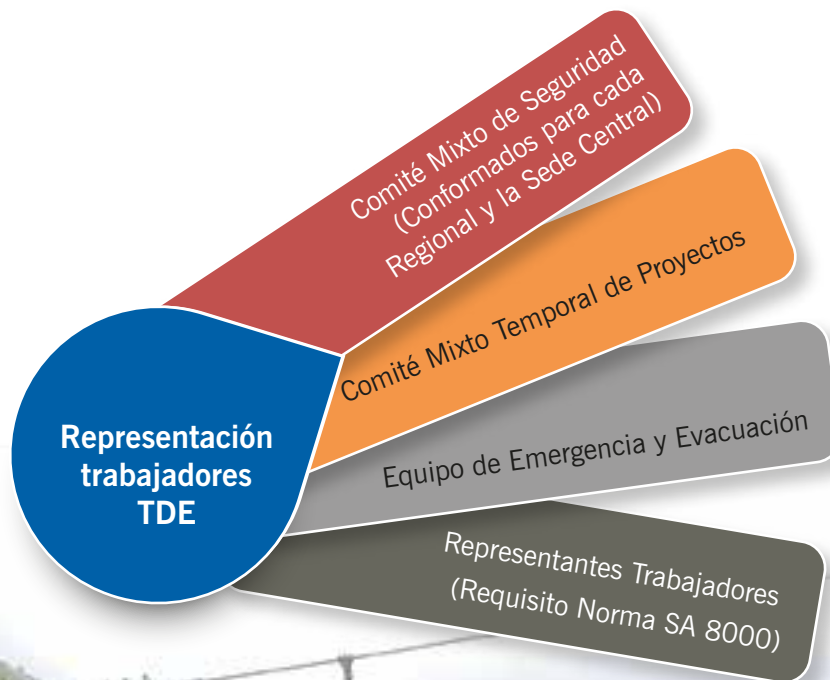 Comité Mixto de Seguridad
(Conformados para cada
Regional y la Sede Central)
Comité Mixto Temporal de Proyectos
Equipo de Emergencia y Evacuación
Representantes Trabajadores
(Requisito Norma SA 8000)
Representación
trabajadores
TDE